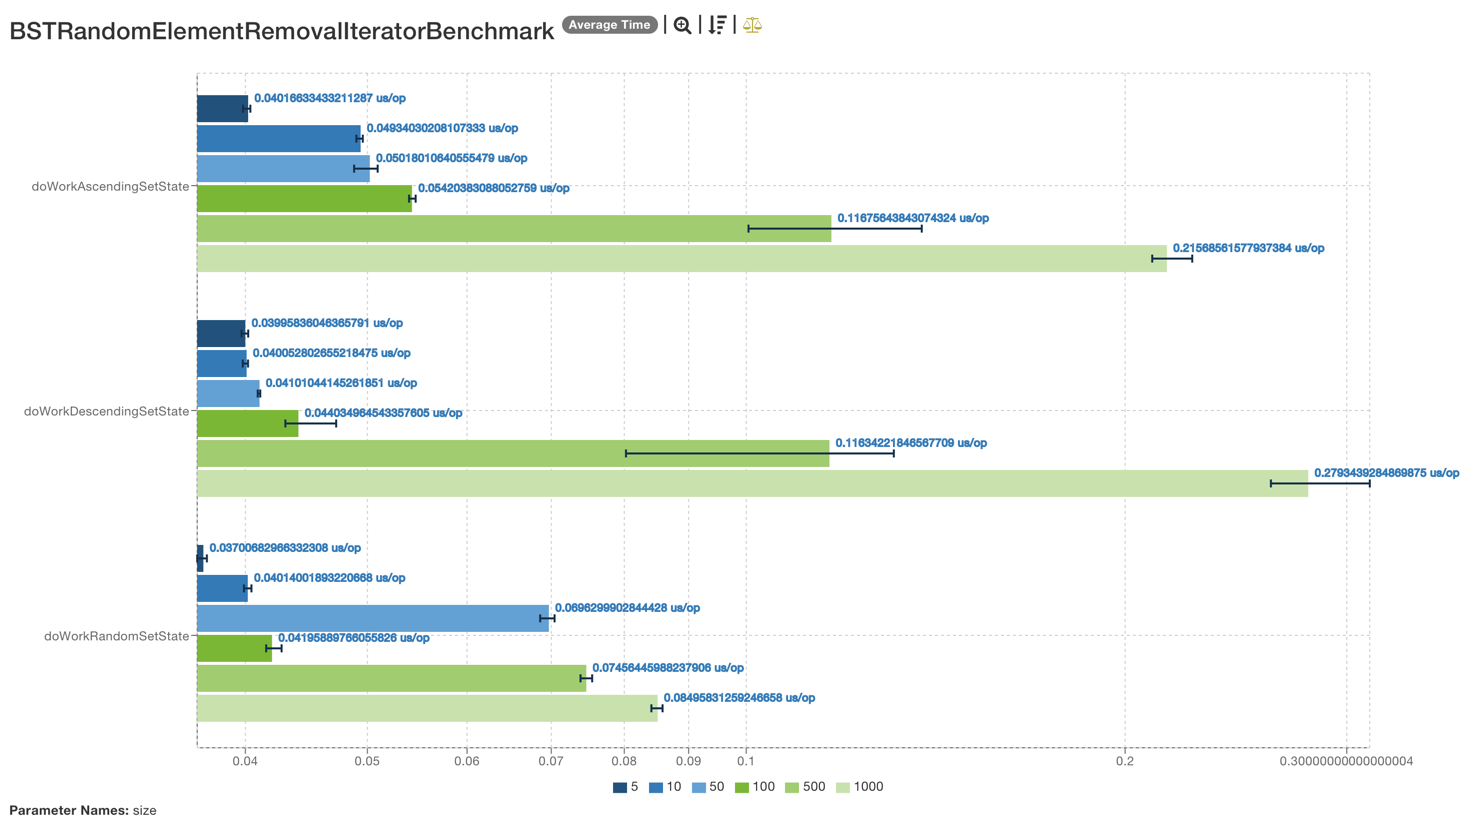 BSTRandomElementRemovalIteratorBenchmark Average Time
0.04016633433211287 us/op
0.04934030208107333 us/op
0.05018010640555479 us/op
doWorkAscendingSetState
0.05420383088052759 us/op
0.11675643843074324 us/op
0.21568561577937384 us/op
0.03995836046365791 us/op
0.040052802655218475 us/op
0.04101044145261851 us/op
doWorkDescendingSetState
0.044034964543357605 us/op
0.11634221846567709 us/op
0.2793439284869875 us/op
0.03700682966332308 us/op
0.04014001893220668 us/op
0.0696299902844428 us/op
doWorkRandomSetState
0.04195889766055826 us/op
0.07456445988237906 us/op
0.08495831259246658 us/op
0.04 0.05 0.06 0.07 0.08 0.09 0.1 0.2 0.30000000000000004
5 10 50 100 500 1000
Parameter Names: size